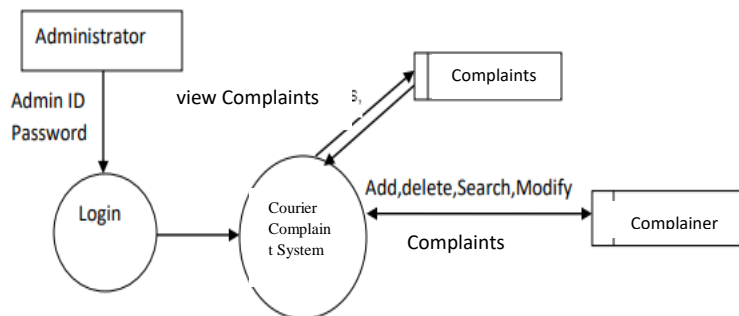 Administrator
Admin ID
Password
view Complaints
s,
Complaints
Login
Courier
Complain
t System
Add,delete,Search,Modify
Complaints
Complainer